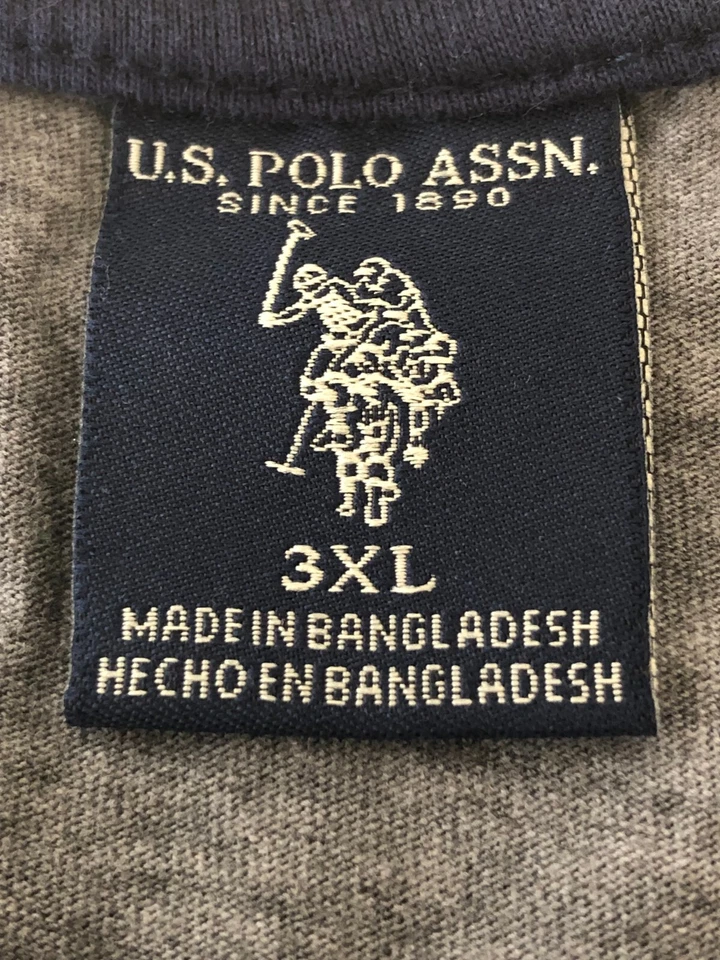 U.S. POLO ASSN.
SINCE 1890
3XL
MADE IN BANGLADESH
HECHO EN BANGLADESH